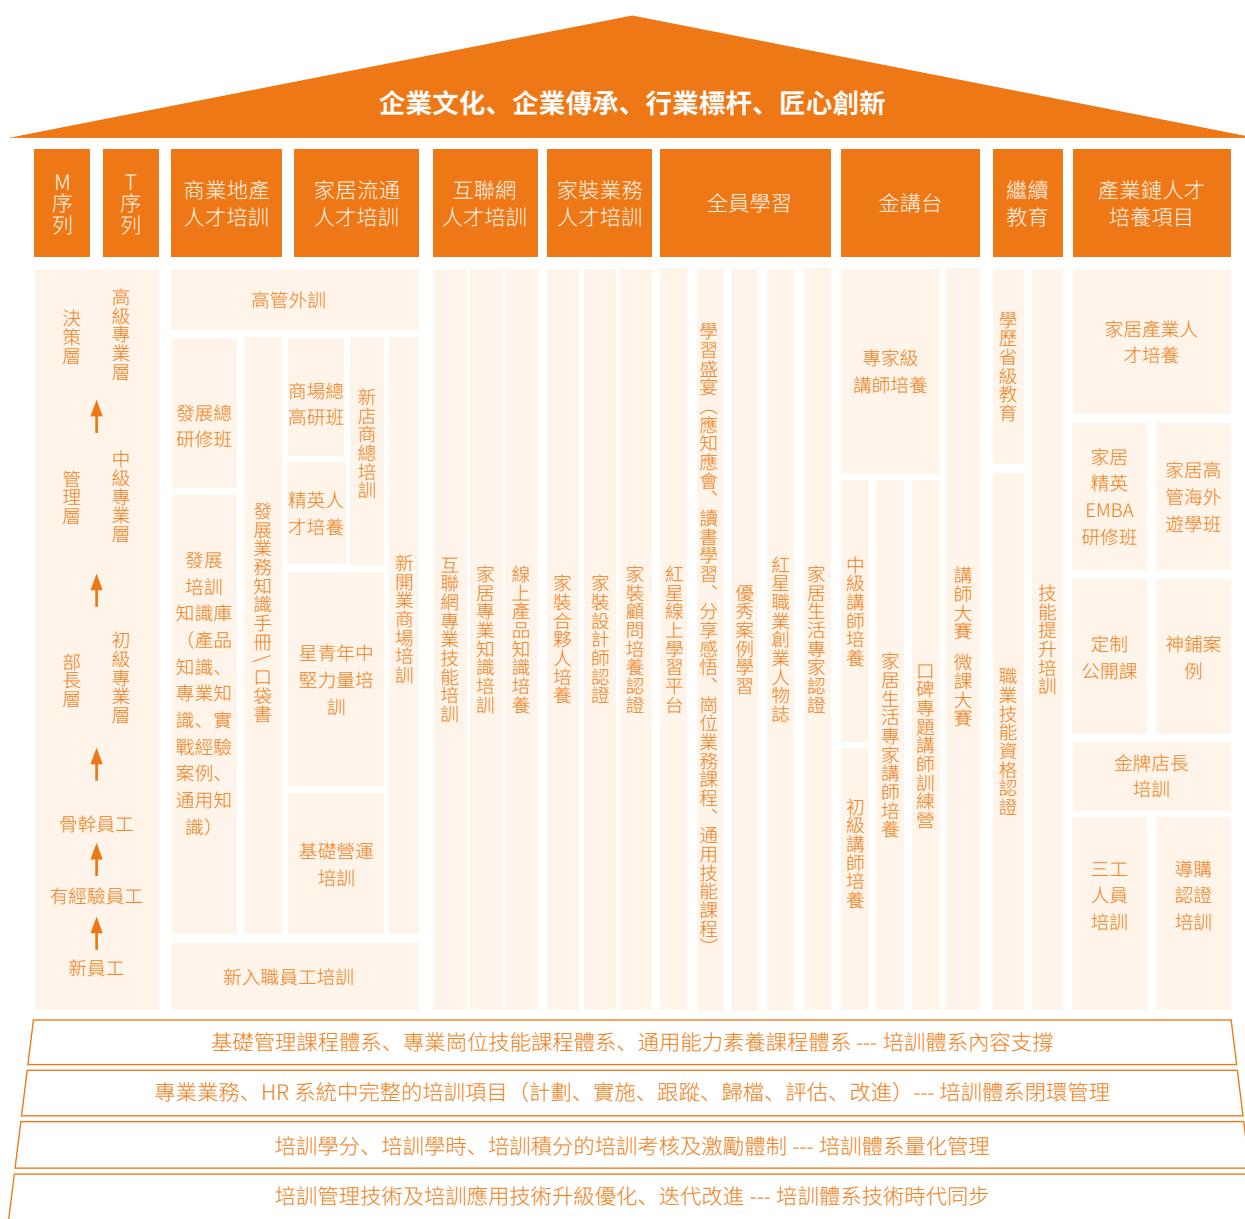 企業文化、企業傳承、行業標杆、匠心創新
M序列
T序列
商業地產
人才培訓
家居流通
人才培訓
互聯網
人才培訓
家裝業務
人才培訓
全員學習
金講台
繼續
教育
產業鏈人才
培養項目
決策層
管理層
部長層
骨幹員工
有經驗員工
新員工
高級專業層
中級專業層
初級專業層
高管外訓
發展總
研修班
發展
培訓
知識庫
（產品
知識、
專業知
識、實
戰經驗
案例、
通用知
識）
發展業務知識手冊/口袋書
商場總
高研班
精英人
才培養
新店商總培訓
星青年中
堅力量培
訓
基礎營運
培訓
新開業商場培訓
新入職員工培訓
互聯網專業技能培訓
家居專業知識培訓
線上產品知識培養
家裝合夥人培養
家裝設計師認證
家裝顧問培養認證
紅星線上學習平台
學習盛宴（應知應會、讀書學習、分享感悟、崗位業務課程、通用技能課程）
優秀案例學習
紅星職業創業人物誌
家居生活專家認證
專家級
講師培養
中級講師培養
初級講師培養
家居生活專家講師培養
口碑專題講師訓練營
講師大賽 微課大賽
學歷省級教育
職業技能資格認證
技能提升培訓
家居產業人
才培養
家居
精英
EMBA
研修班
家居高
管海外
遊學班
定制
公開課
神鋪案
例
金牌店長
培訓
三工
人員
培訓
導購
認證
培訓
基礎管理課程體系、專業崗位技能課程體系、通用能力素養課程體系 --- 培訓體系內容支撐
專業業務、HR 系統中完整的培訓項目（計劃、實施、跟蹤、歸檔、評估、改進）--- 培訓體系閉環管理
培訓學分、培訓學時、培訓積分的培訓考核及激勵體制 --- 培訓體系量化管理
培訓管理技術及培訓應用技術升級優化、迭代改進 --- 培訓體系技術時代同步